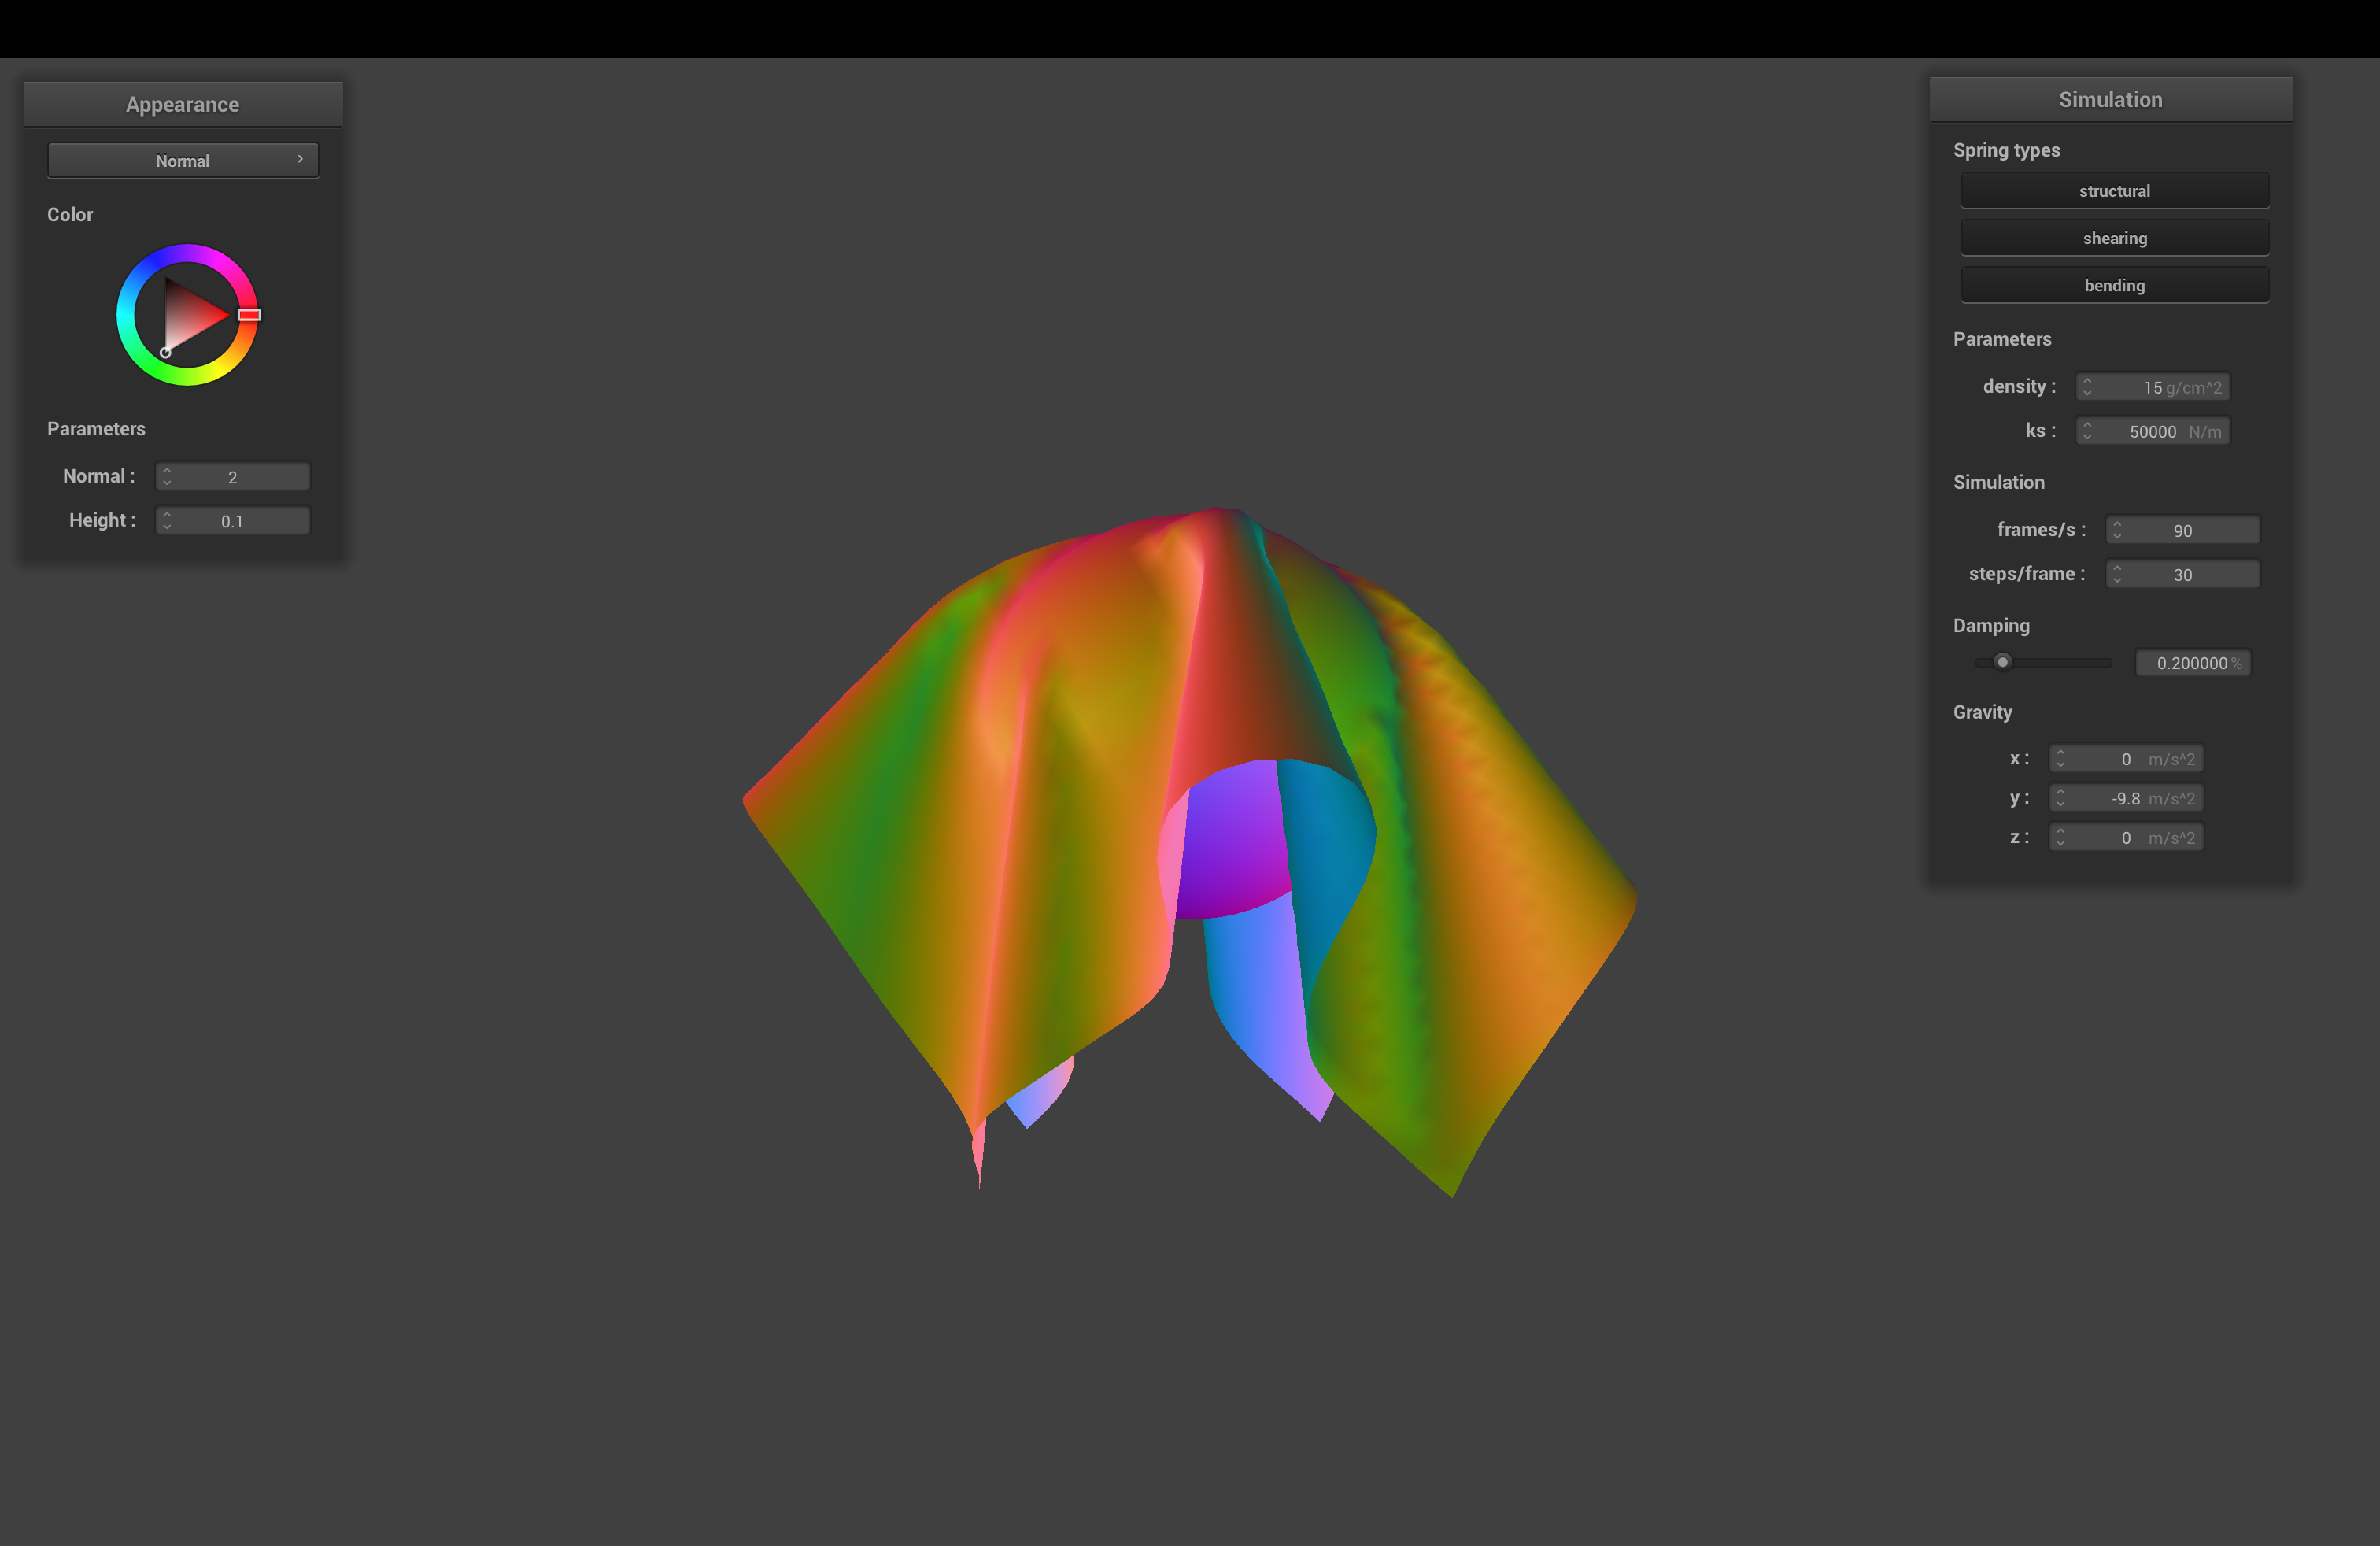 Appearance
Normal
Color
Parameters
Normal : 2
Height : 0.1
Simulation
Spring types
structural
shearing
bending
Parameters
density : 15 g/cm^2
ks : 50000 N/m
Simulation
frames/s : 90
steps/frame : 30
Damping
0.200000 %
Gravity
x : 0 m/s^2
y : -9.8 m/s^2
z : 0 m/s^2